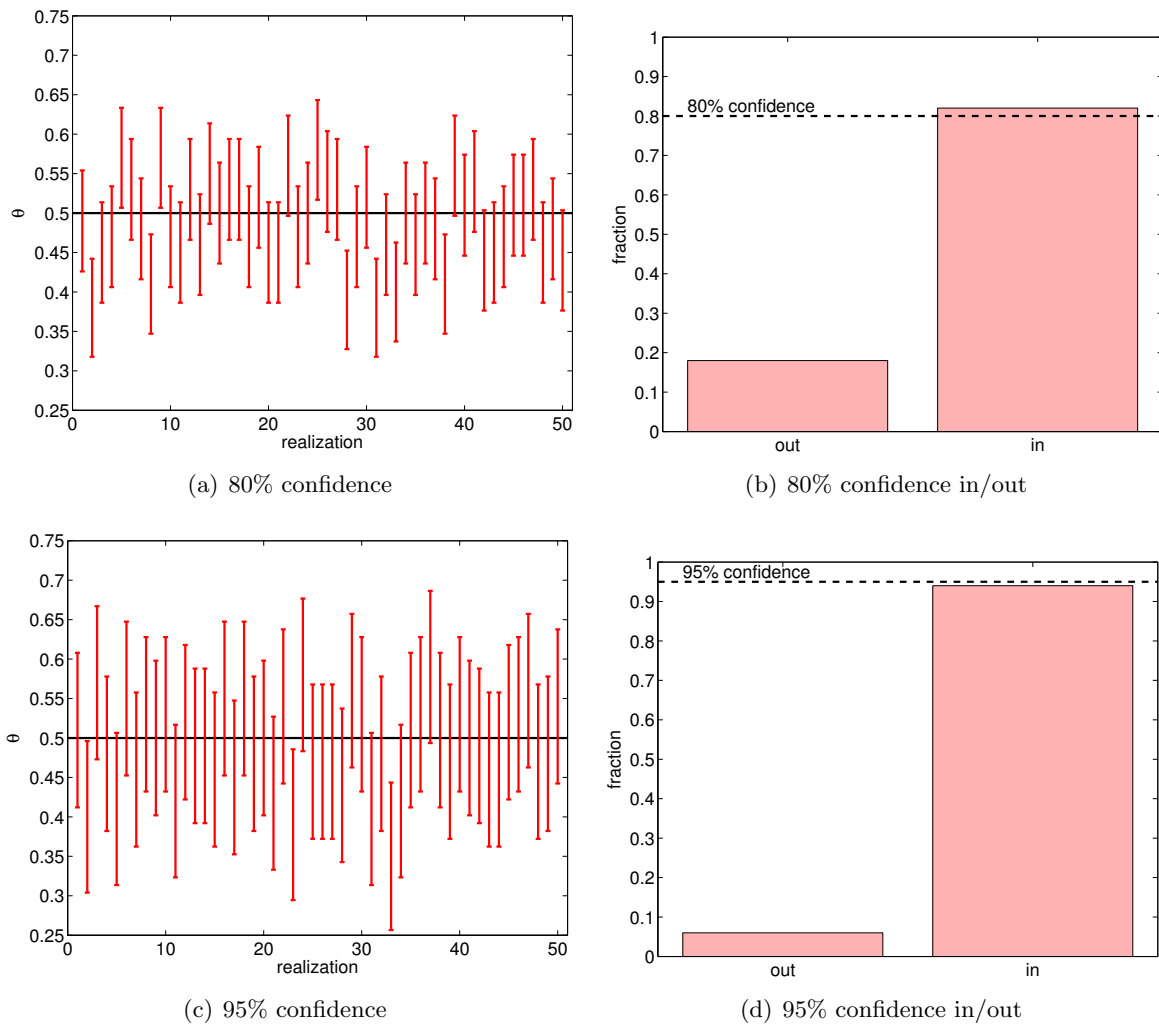 0.75
0.7
0.65
0.6
0.55
0.5
0.45
0.4
0.35
0.3
0.25
θ
0 10 20 30 40 50
realization
(a) 80% confidence
1
0.9
0.8
0.7
0.6
0.5
0.4
0.3
0.2
0.1
0
fraction
80% confidence
out in
(b) 80% confidence in/out
0.75
0.7
0.65
0.6
0.55
0.5
0.45
0.4
0.35
0.3
0.25
θ
0 10 20 30 40 50
realization
(c) 95% confidence
1
0.9
0.8
0.7
0.6
0.5
0.4
0.3
0.2
0.1
0
fraction
95% confidence
out in
(d) 95% confidence in/out